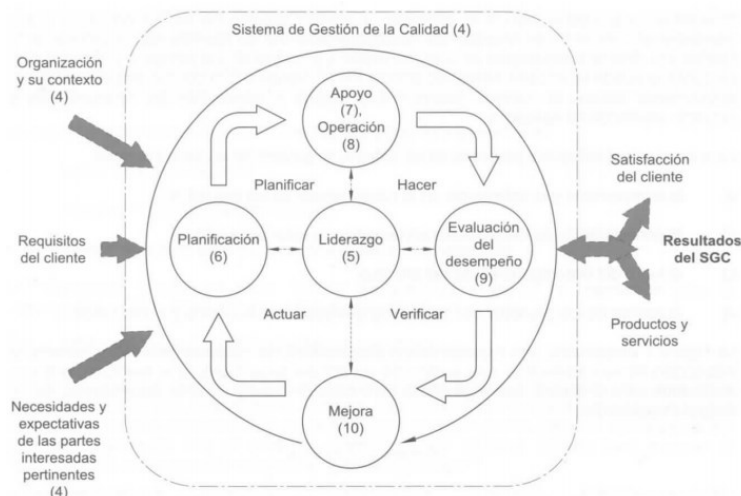 Sistema de Gestión de la Calidad (4)
Organización
y su contexto
(4)
Apoyo
(7),
Operación
(8)
Satisfacción
del cliente
Planificar
Hacer
Requisitos
del cliente
Planificación
(6)
Liderazgo
(5)
Evaluación
del
desempeño
(9)
Resultados
del SGC
Actuar
Verificar
Productos y
servicios
Mejora
(10)
Necesidades y
expectativas
de las partes
interesadas
pertinentes
(4)